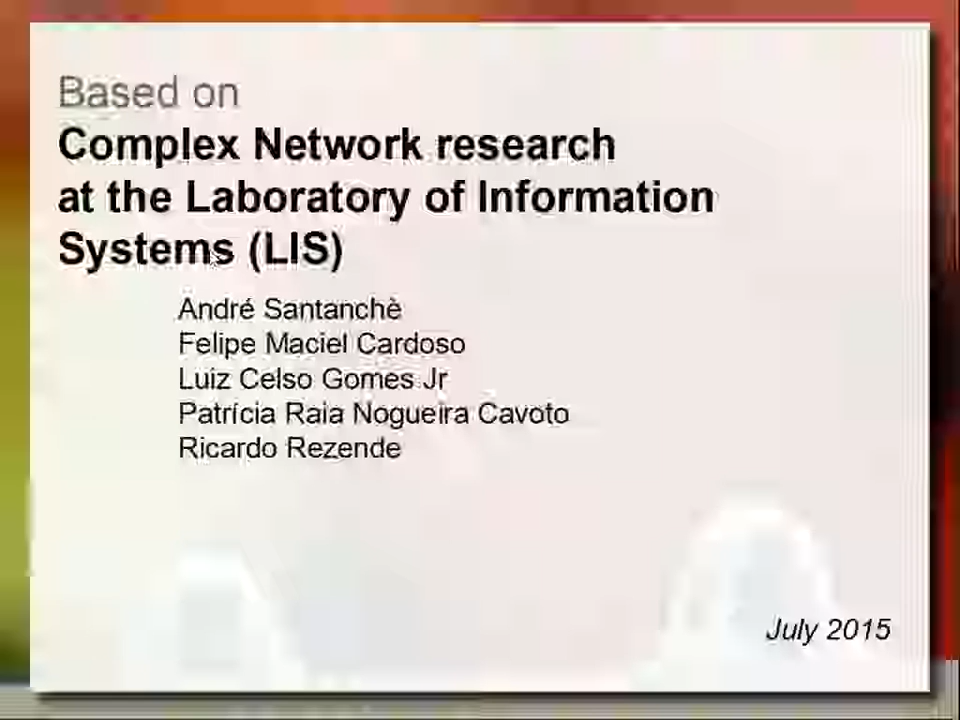 Based on
Complex Network research
at the Laboratory of Information
Systems (LIS)
André Santanchè
Felipe Maciel Cardoso
Luiz Celso Gomes Jr
Patrícia Raia Nogueira Cavoto
Ricardo Rezende
July 2015